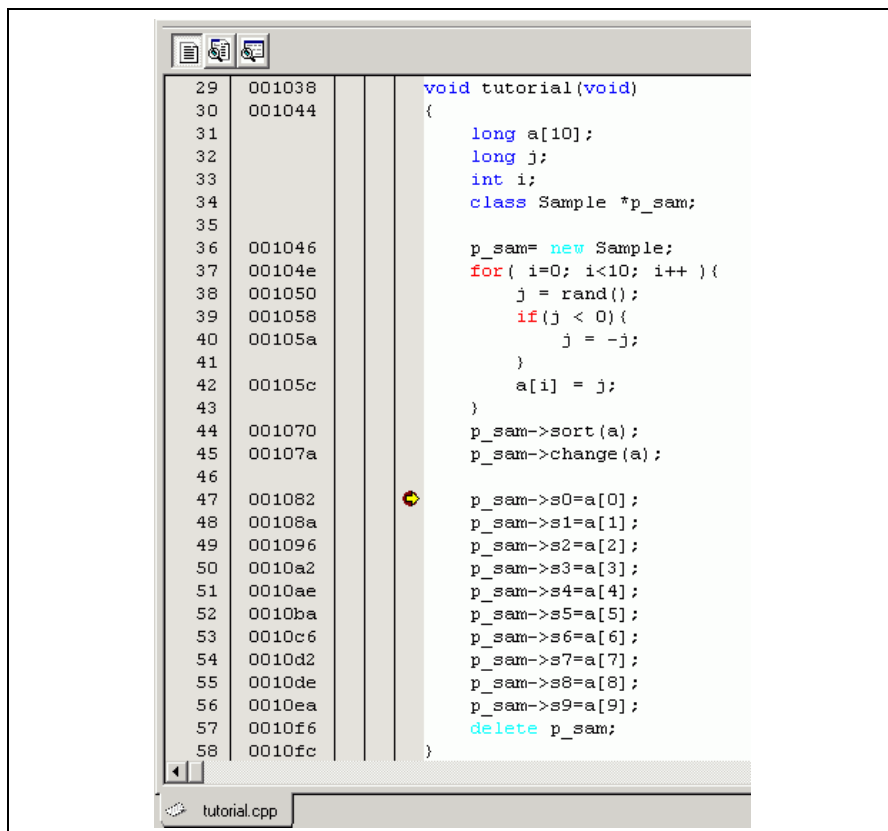 29 001038 void tutorial(void)
30 001044 {
31 long a[10];
32 long j;
33 int i;
34 class Sample *p_sam;
35
36 001046 p_sam= new Sample;
37 00104e for( i=0; i<10; i++ ){
38 001050 j = rand();
39 001058 if(j < 0){
40 00105a j = -j;
41 }
42 00105c a[i] = j;
43 }
44 001070 p_sam->sort(a);
45 00107a p_sam->change(a);
46
47 001082 p_sam->s0=a[0];
48 00108a p_sam->s1=a[1];
49 001096 p_sam->s2=a[2];
50 0010a2 p_sam->s3=a[3];
51 0010ae p_sam->s4=a[4];
52 0010ba p_sam->s5=a[5];
53 0010c6 p_sam->s6=a[6];
54 0010d2 p_sam->s7=a[7];
55 0010de p_sam->s8=a[8];
56 0010ea p_sam->s9=a[9];
57 0010f6 delete p_sam;
58 0010fc }
tutorial.cpp